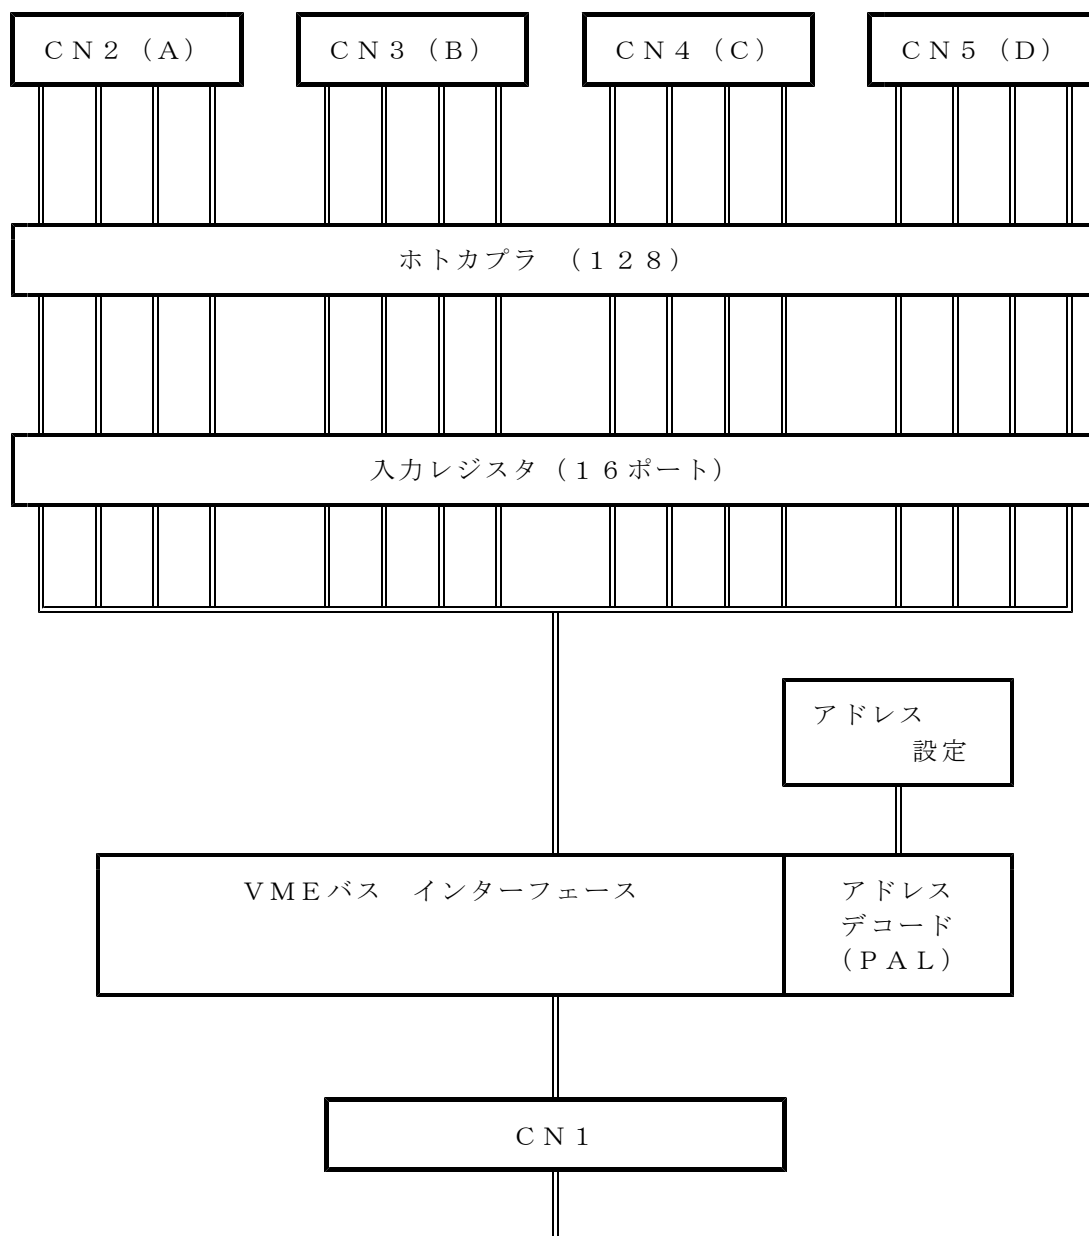 ＣＮ２（Ａ）
ＣＮ３（Ｂ）
ＣＮ４（Ｃ）
ＣＮ５（Ｄ）
ホトカプラ　（１２８）
入力レジスタ（１６ポート）
アドレス
設定
ＶＭＥバス　インターフェース
アドレス
デコード
（ＰＡＬ）
ＣＮ１